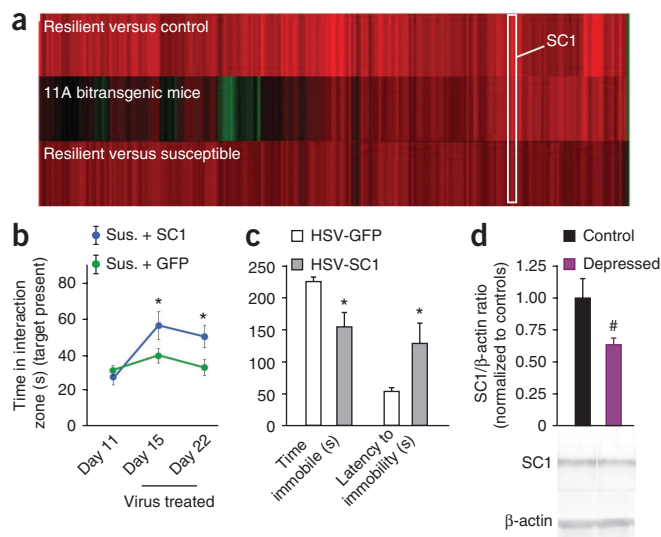 a
Resilient versus control
SC1
11A bitransgenic mice
Resilient versus susceptible
b
Sus. + SC1
Sus. + GFP
Time in interaction
zone (s) (target present)
80
60
40
20
0
*
*
Day 11
Day 15
Day 22
Virus treated
c
HSV-GFP
HSV-SC1
250
200
150
100
50
0
*
*
Time
immobile (s)
Latency to
immobility (s)
d
Control
Depressed
SC1/β-actin ratio
(normalized to controls)
1.25
1.00
0.75
0.50
0.25
0
#
SC1
β-actin